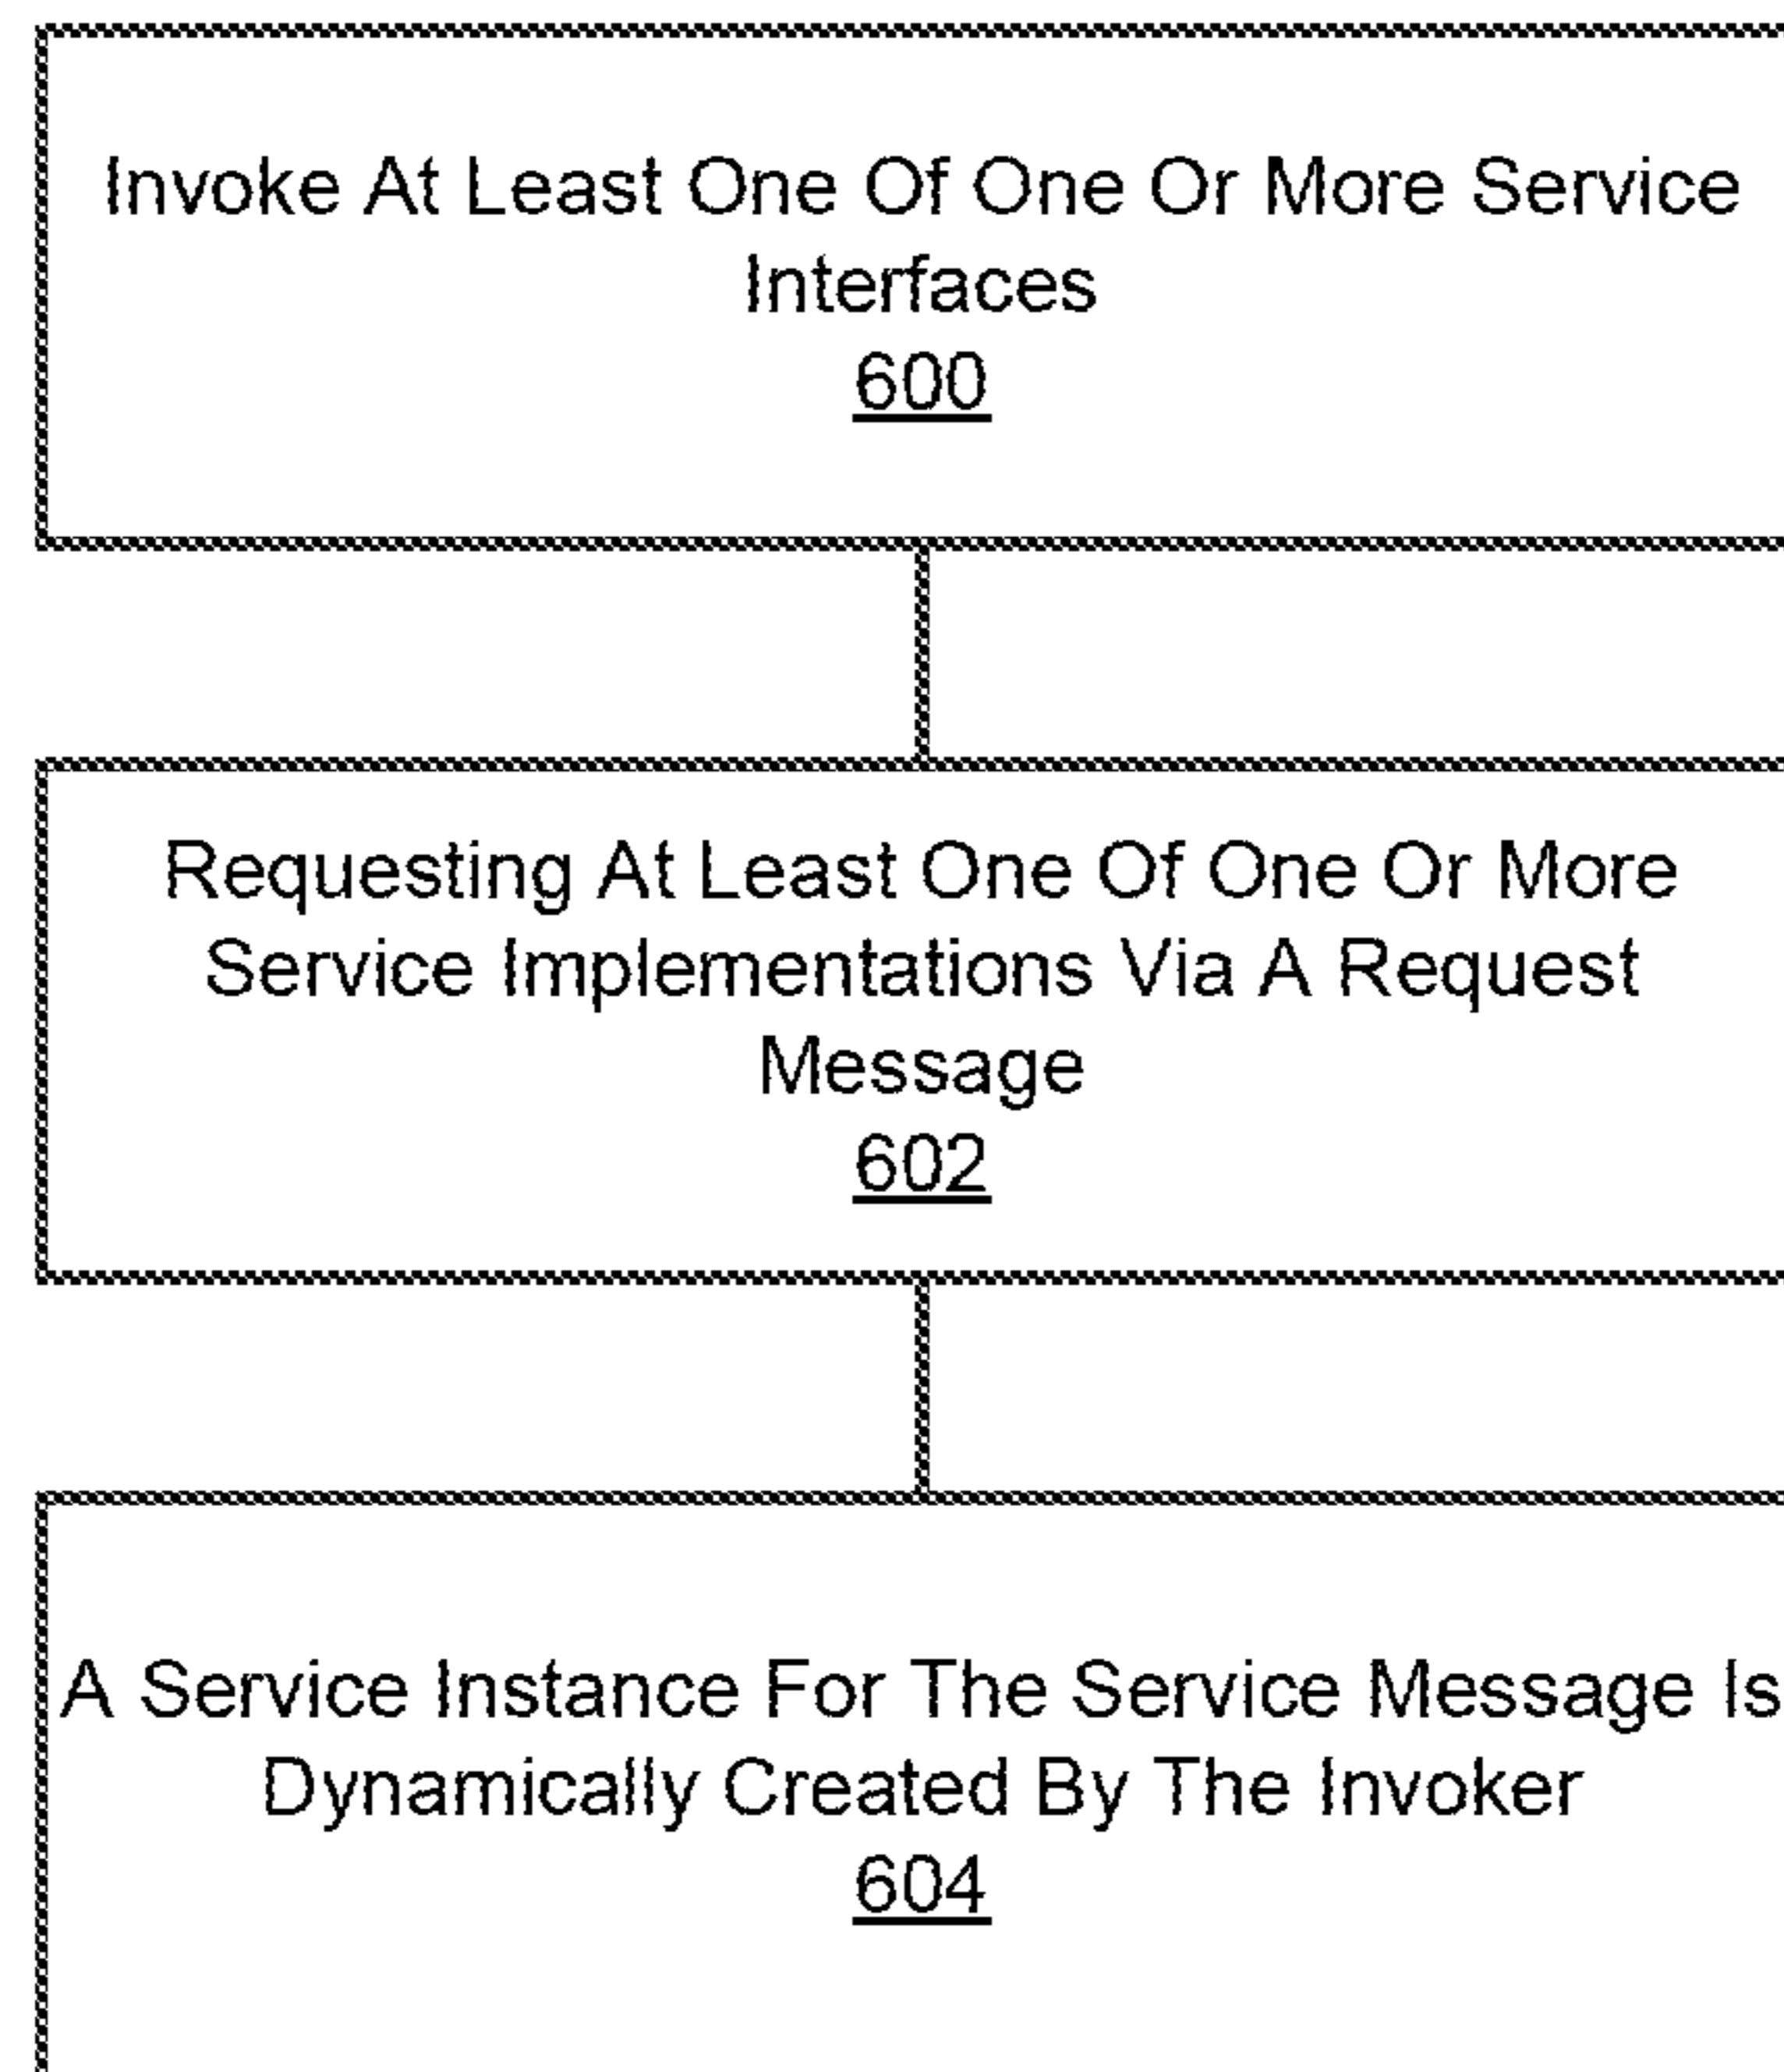 Invoke At Least One Of One Or More Service
Interfaces
600
Requesting At Least One Of One Or More
Service Implementations Via A Request
Message
602
A Service Instance For The Service Message Is
Dynamically Created By The Invoker
604